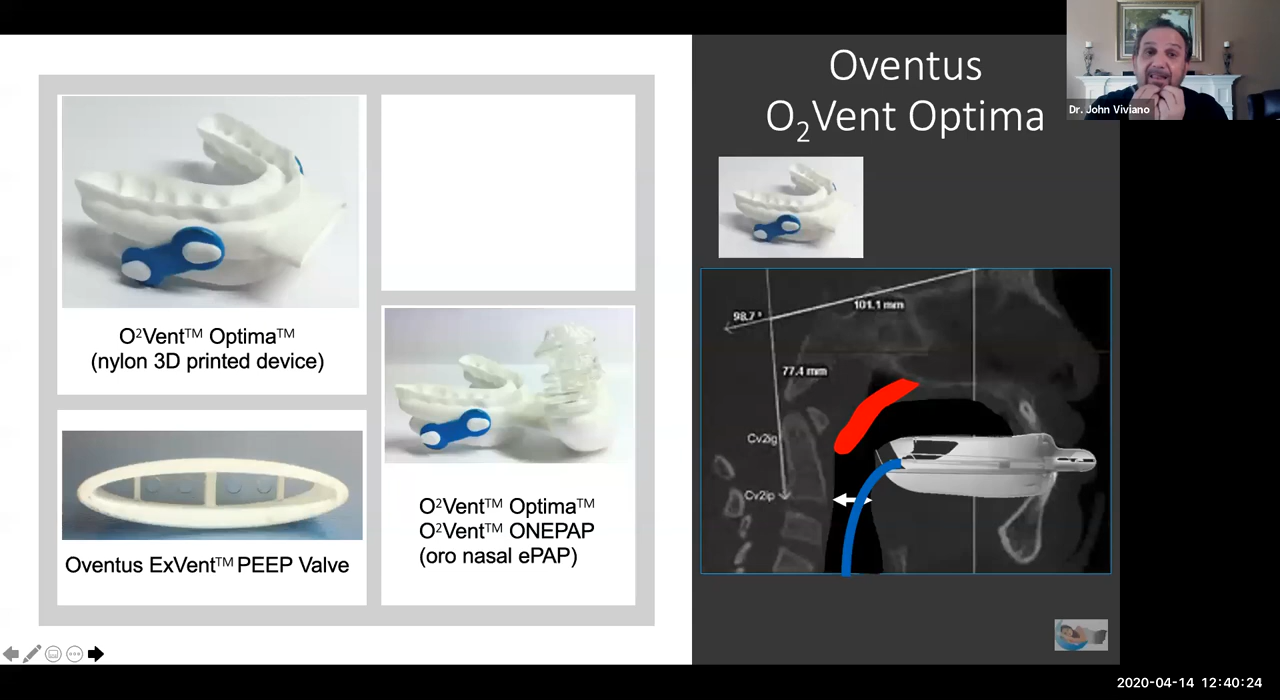 Oventus
O₂Vent Optima
Dr. John Viviano
O²Vent™ Optima™
(nylon 3D printed device)
Oventus ExVent™ PEEP Valve
O²Vent™ Optima™
O²Vent™ ONEPAP
(oro nasal ePAP)
98.7 °
101.1 mm
77.4 mm
Cv2ig
Cv2ip
2020-04-14 12:40:24